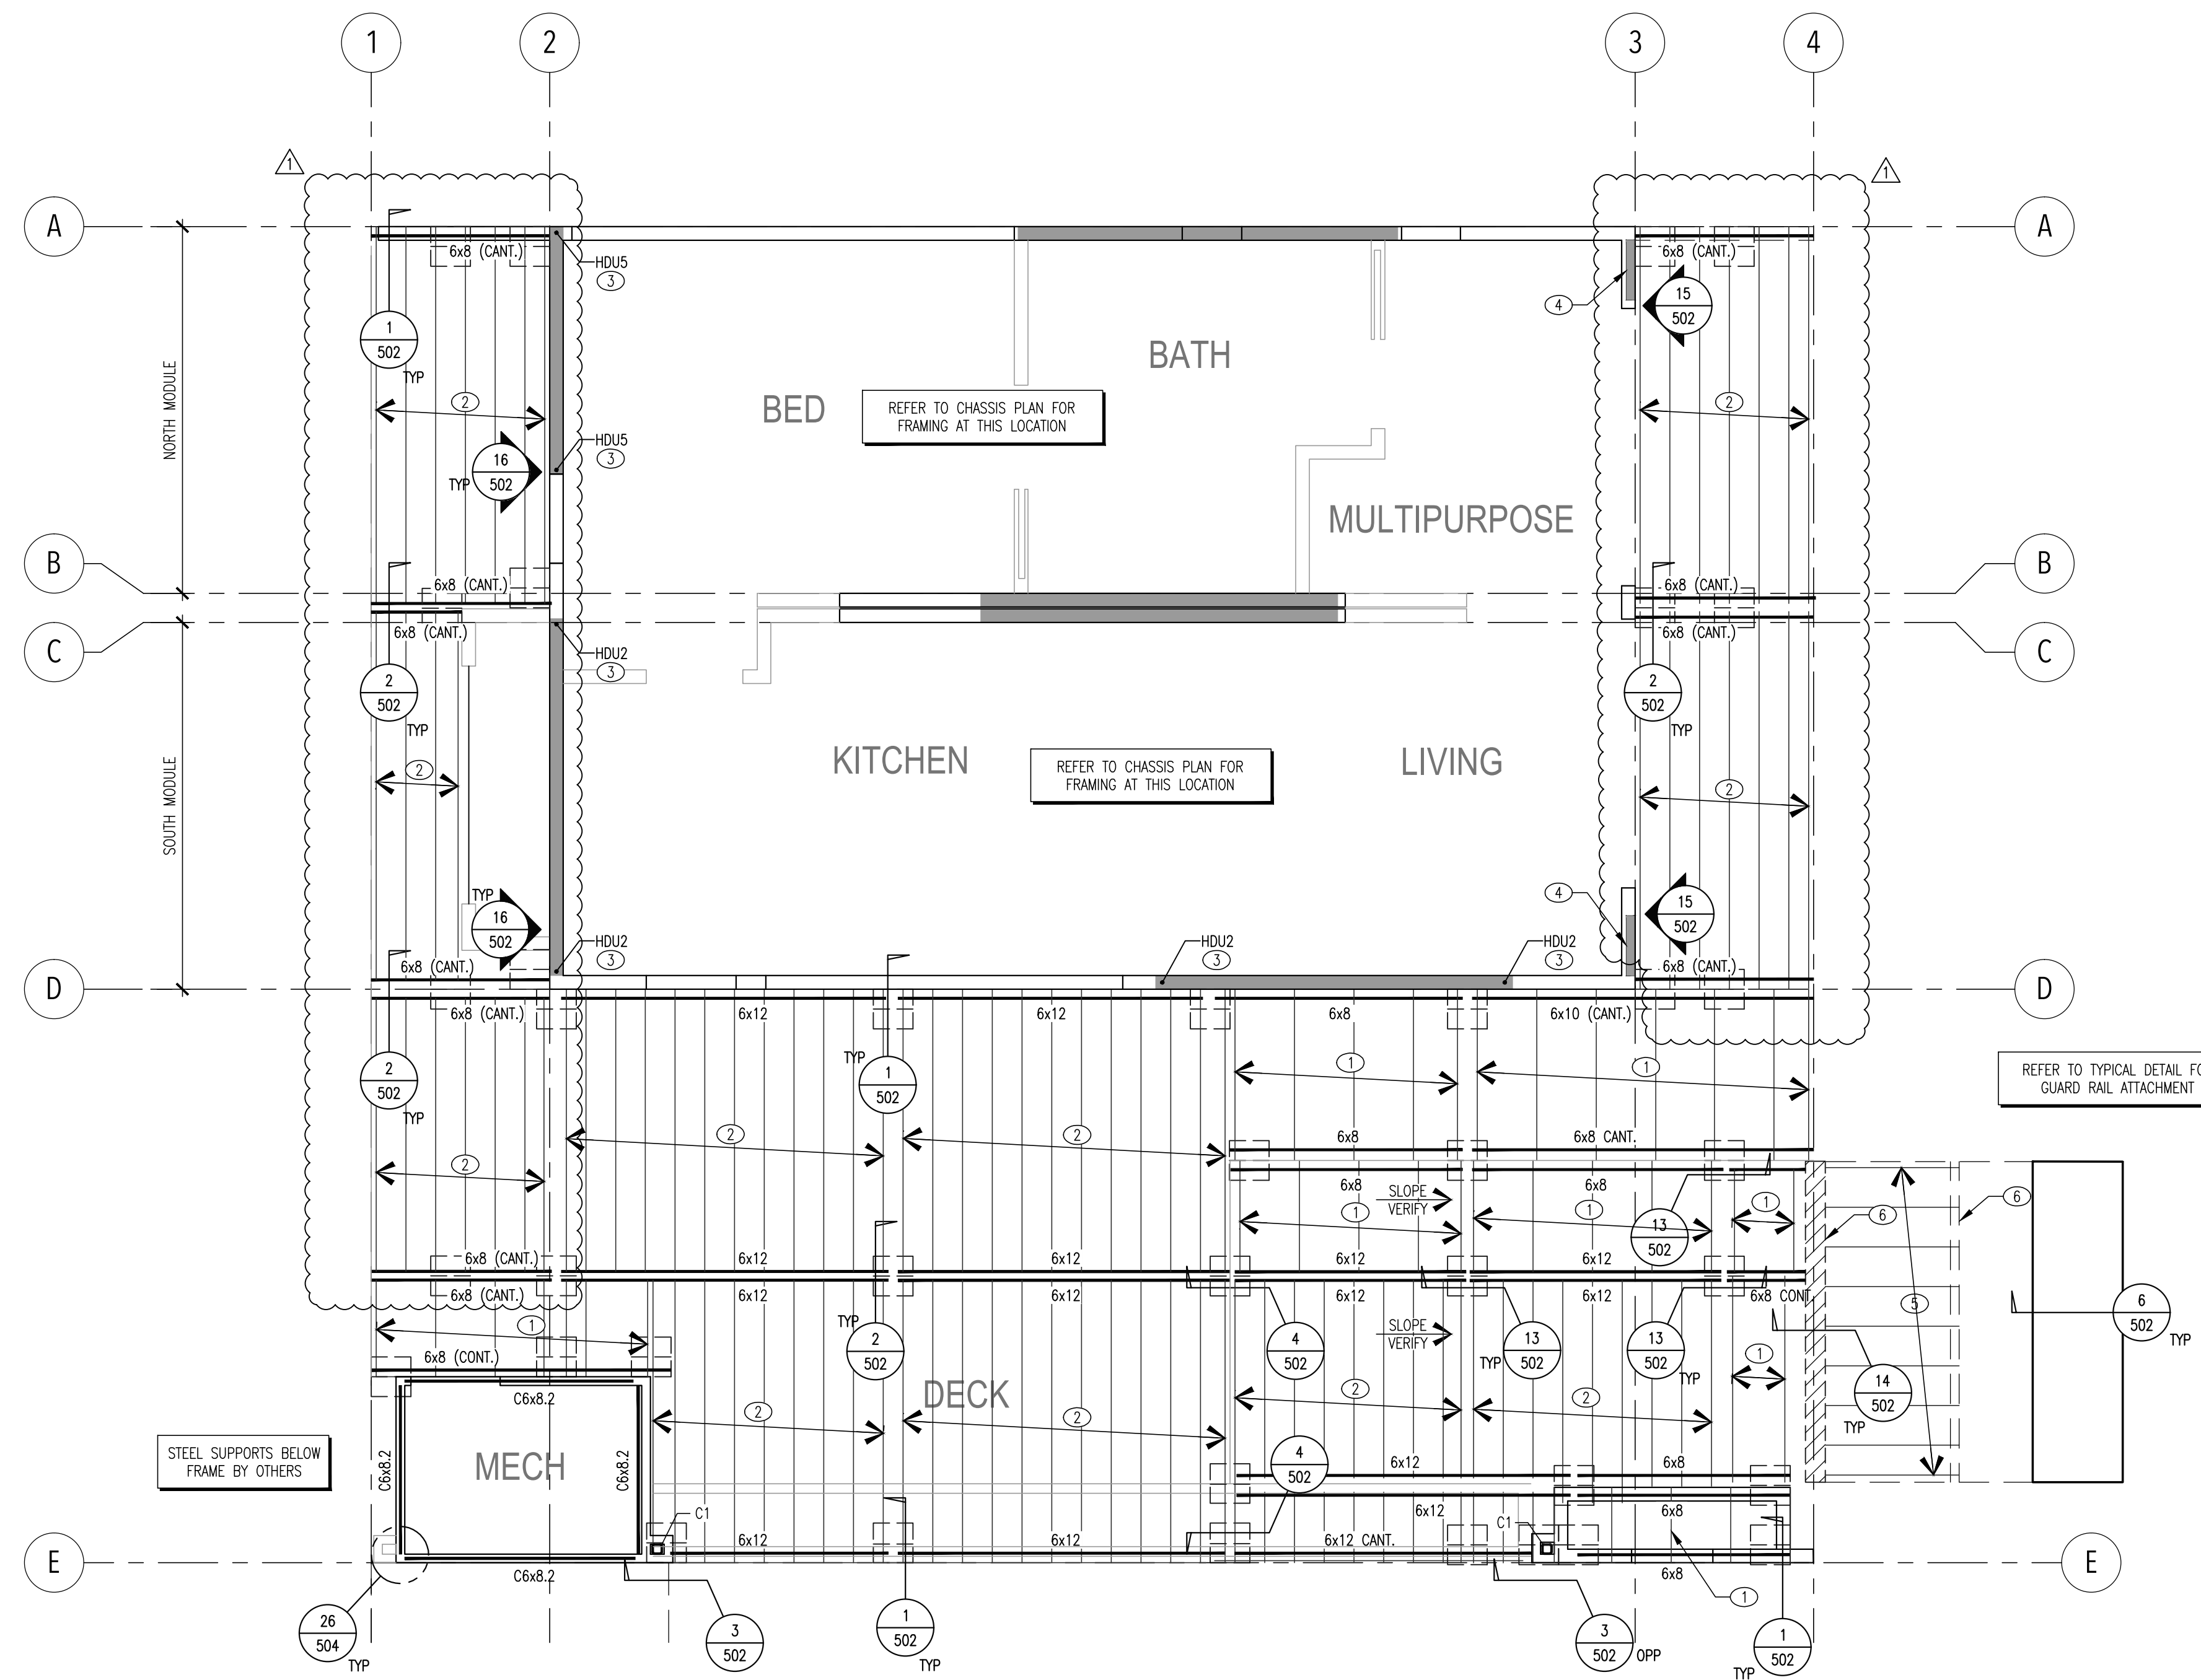 1
2
3
4
1
1
A
A
6x8 (CANT.)
6x8 (CANT.)
HDU5
3
15
502
4
1
502
TYP
BATH
NORTH MODULE
2
BED
REFER TO CHASSIS PLAN FOR
FRAMING AT THIS LOCATION
2
HDU5
3
16
502
TYP
MULTIPURPOSE
B
B
6x8 (CANT.)
6x8 (CANT.)
6x8 (CANT.)
6x8 (CANT.)
C
C
HDU2
3
2
502
TYP
2
502
TYP
KITCHEN
LIVING
REFER TO CHASSIS PLAN FOR
FRAMING AT THIS LOCATION
2
2
SOUTH MODULE
TYP
16
502
4
15
502
HDU2
3
HDU2
3
HDU2
3
6x8 (CANT.)
6x8 (CANT.)
D
D
6x8 (CANT.)
6x12
6x12
6x8
6x10 (CANT.)
2
502
TYP
TYP
1
502
1
1
REFER TO TYPICAL DETAIL FO
GUARD RAIL ATTACHMENT
2
2
2
6x8
6x8 CANT.
6x8
6x8
SLOPE
VERIFY
1
1
1
13
502
6
6
6x8 (CANT.)
6x12
6x12
6x12
6x12
6x8 (CANT.)
6x12
6x12
6x12
6x12
6x8 CONT.
5
6
502
TYP
1
TYP
2
502
4
502
SLOPE
VERIFY
13
502
TYP
13
502
TYP
6x8 (CONT.)
1
14
502
TYP
C6x8.2
DECK
2
2
2
2
STEEL SUPPORTS BELOW
FRAME BY OTHERS
C6x8.2
MECH
C6x8.2
4
502
6x12
6x8
C1
6x12
6x8
C1
6x12
6x12
6x12 CANT.
E
E
C6x8.2
6x8
1
26
504
TYP
3
502
1
502
TYP
3
502
OPP
1
502
TYP